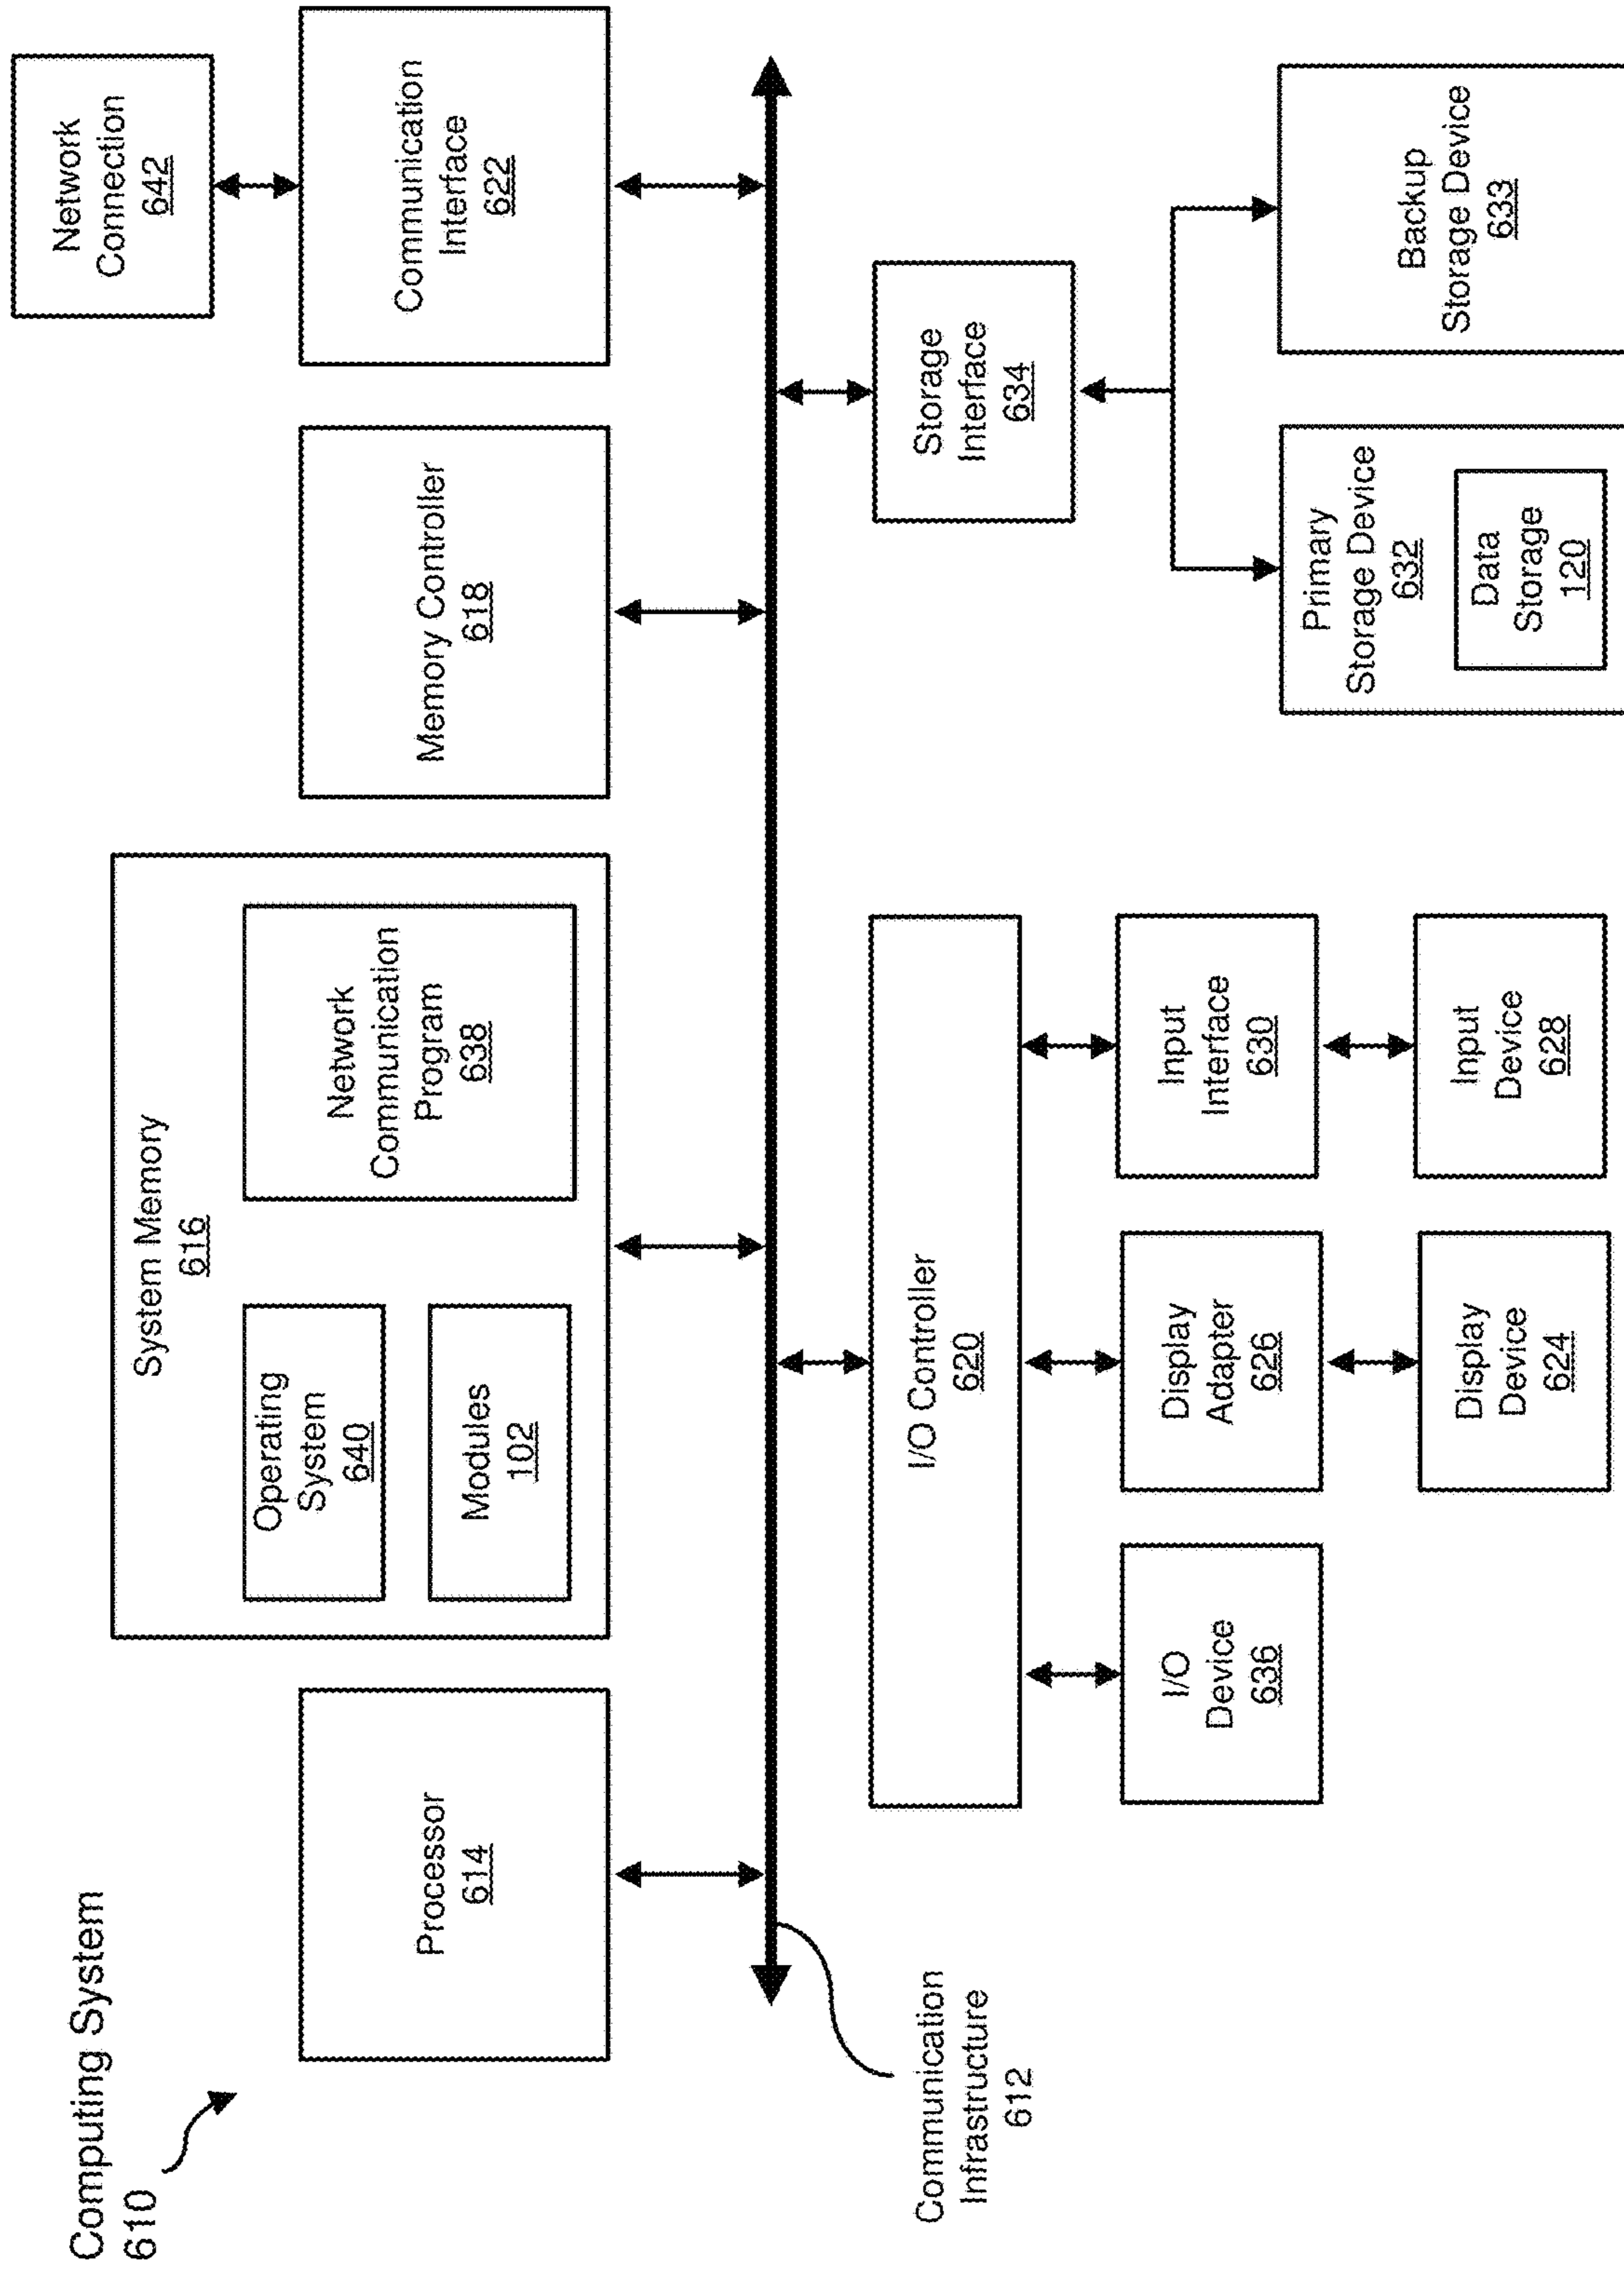 Computing System
610
Processor
614
System Memory
616
Operating
System
640
Modules
102
Network
Communication
Program
638
Memory Controller
618
Communication
Interface
622
Network
Connection
642
Communication
Infrastructure
612
I/O Controller
620
I/O
Device
636
Display
Adapter
626
Input
Interface
630
Display
Device
624
Input
Device
628
Storage
Interface
634
Primary
Storage Device
632
Data
Storage
120
Backup
Storage Device
633